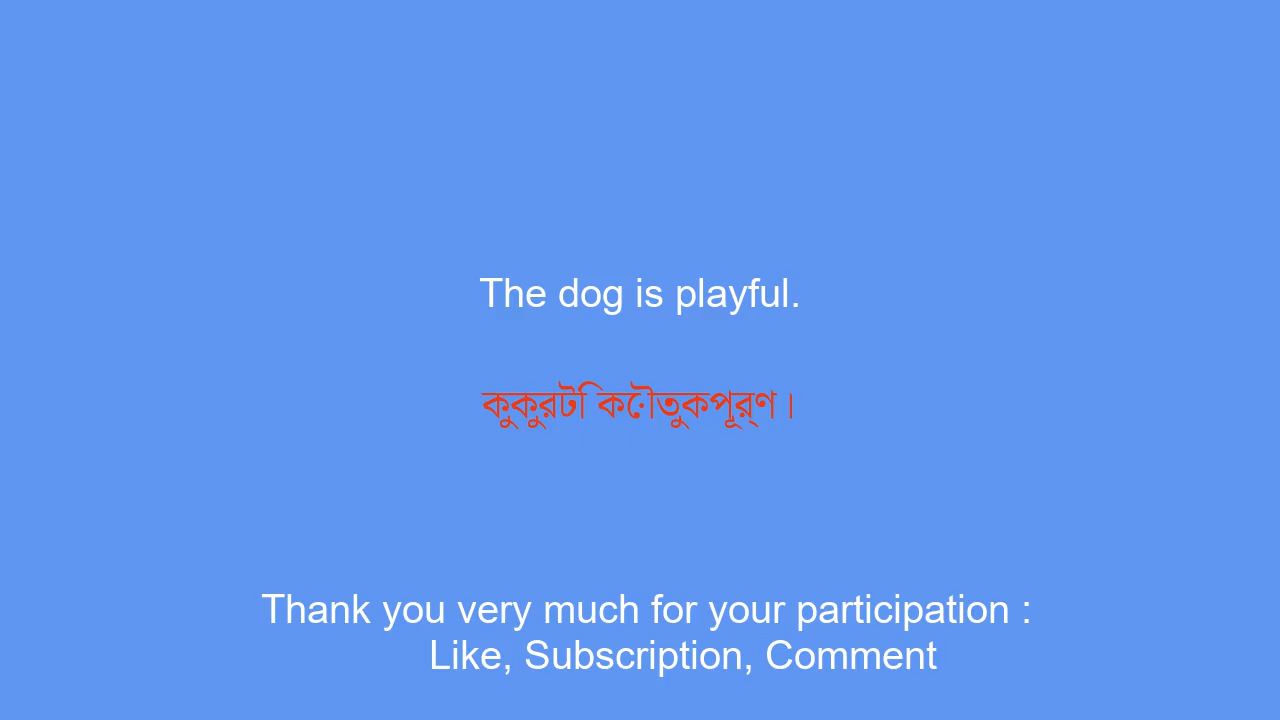 The dog is playful.
কুকুরটি কৌতুকপূর্ণ।
Thank you very much for your participation :
Like, Subscription, Comment